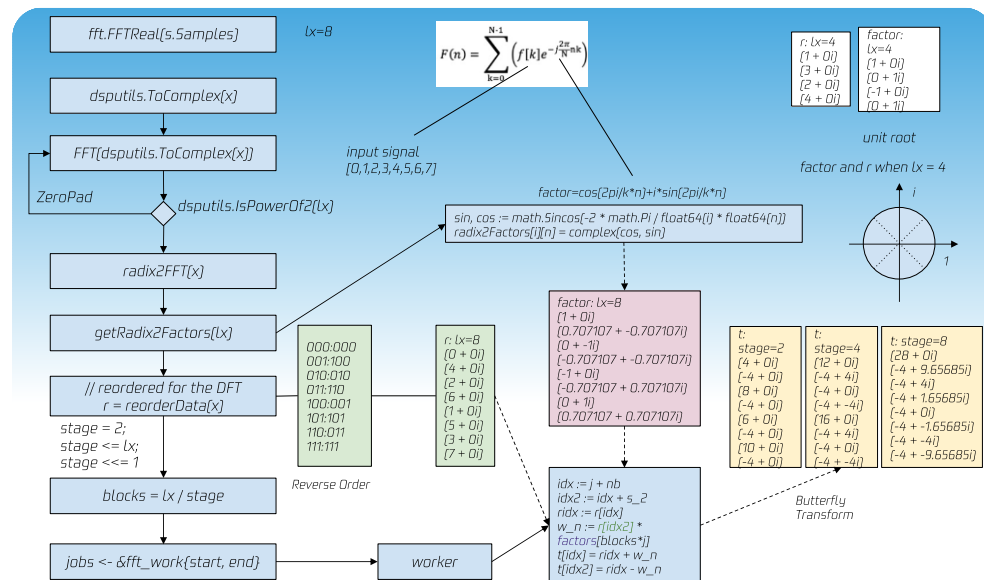 fft.FFTReal(s.Samples)
lx=8
dsputils.ToComplex(x)
FFT(dsputils.ToComplex(x))
ZeroPad
dsputils.IsPowerOf2(lx)
radix2FFT(x)
getRadix2Factors(lx)
// reordered for the DFT
r = reorderData(x)
stage = 2;
stage <= lx;
stage <<= 1
blocks = lx / stage
jobs <- &fft_work{start, end}
worker
F(n) = N-1 ∑ k=0 (f[k]e^{-j 2π/N nk})
input signal
[0,1,2,3,4,5,6,7]
factor=cos(2pi/k*n)+i*sin(2pi/k*n)
sin, cos := math.Sincos(-2 * math.Pi / float64(i) * float64(n))
radix2Factors[i][n] = complex(cos, sin)
000:000
001:100
010:010
011:110
100:001
101:101
110:011
111:111
Reverse Order
r: lx=8
(0 + 0i)
(4 + 0i)
(2 + 0i)
(6 + 0i)
(1 + 0i)
(5 + 0i)
(3 + 0i)
(7 + 0i)
factor: lx=8
(1 + 0i)
(0.707107 + -0.707107i)
(0 + -1i)
(-0.707107 + -0.707107i)
(-1 + 0i)
(-0.707107 + 0.707107i)
(0 + 1i)
(0.707107 + 0.707107i)
idx := j + nb
idx2 := idx + s_2
ridx := r[idx]
w_n := r[idx2] *
factors[blocks*j]
t[idx] = ridx + w_n
t[idx2] = ridx - w_n
r: lx=4
(1 + 0i)
(3 + 0i)
(2 + 0i)
(4 + 0i)
factor:
lx=4
(1 + 0i)
(0 + 1i)
(-1 + 0i)
(0 + 1i)
unit root
factor and r when lx = 4
i
1
t:
stage=2
(4 + 0i)
(-4 + 0i)
(8 + 0i)
(-4 + 0i)
(6 + 0i)
(-4 + 0i)
(10 + 0i)
(-4 + 0i)
t:
stage=4
(12 + 0i)
(-4 + 4i)
(-4 + 0i)
(-4 + -4i)
(16 + 0i)
(-4 + 4i)
(-4 + 0i)
(-4 + -4i)
t: stage=8
(28 + 0i)
(-4 + 9.65685i)
(-4 + 4i)
(-4 + 1.65685i)
(-4 + 0i)
(-4 + -1.65685i)
(-4 + -4i)
(-4 + -9.65685i)
Butterfly
Transform